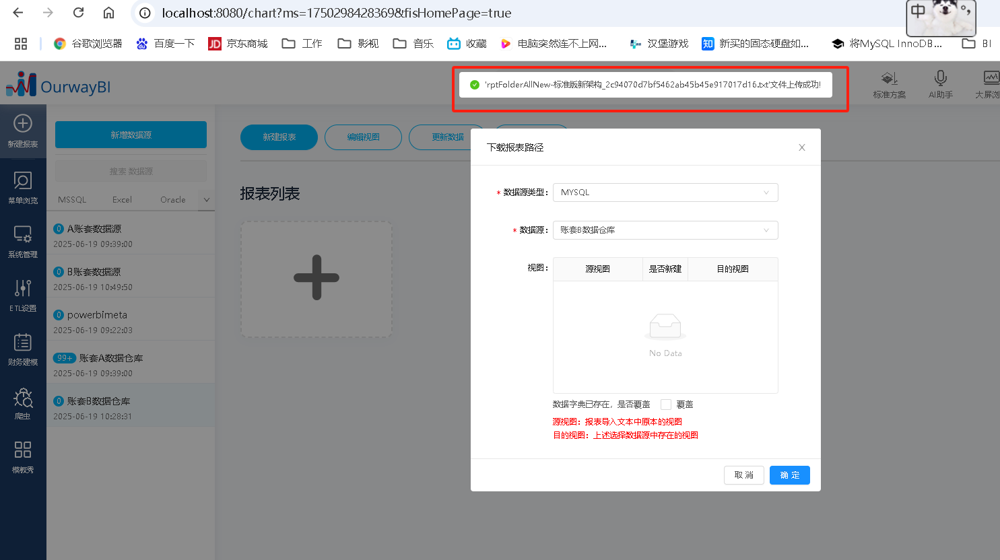 localhost:8080/chart?ms=1750298428369&fisHomePage=true
中
谷歌浏览器 百度一下 JD 京东商城 工作 影视 音乐 收藏 电脑突然连不上网... 汉堡游戏 知 新买的固态硬盘如... 将MySQL InnoDB... BI
OurwayBI
'rptFolderAllNew-标准版新架构_2c94070d7bf5462ab45b45e917017d16.txt'文件上传成功!
标准方案 AI助手 大屏浏
新建报表
菜单浏览
系统管理
ETL设置
财务建模
爬虫
模板秀
新增数据源
搜索 数据源
MSSQL Excel Oracle
0 A账套数据源
2025-06-19 09:39:00
0 B账套数据源
2025-06-19 10:49:50
0 powerbimeta
2025-06-19 09:22:03
99+ 账套A数据仓库
2025-06-19 09:39:00
0 账套B数据仓库
2025-06-19 10:28:31
新建报表 编辑视图 更新数据
报表列表
下载报表路径
* 数据源类型: MYSQL
* 数据源: 账套B数据仓库
视图: 源视图 是否新建 目的视图
No Data
数据字典已存在，是否覆盖 覆盖
源视图：报表导入文本中原本的视图
目的视图：上述选择数据源中存在的视图
取 消 确 定